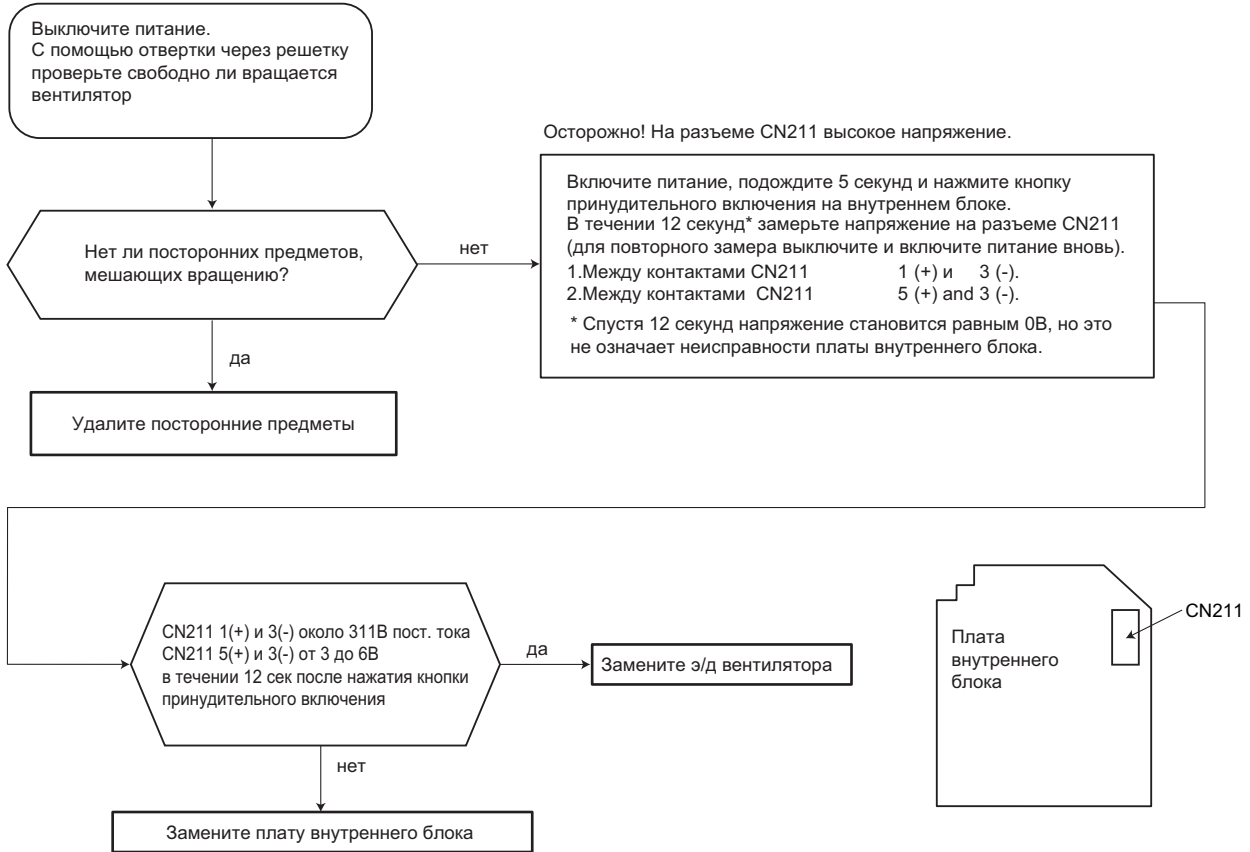 Выключите питание.
С помощью отвертки через решетку
проверьте свободно ли вращается
вентилятор
Осторожно! На разъеме CN211 высокое напряжение.
Включите питание, подождите 5 секунд и нажмите кнопку
принудительного включения на внутреннем блоке.
В течении 12 секунд* замерьте напряжение на разъеме CN211
(для повторного замера выключите и включите питание вновь).
1.Между контактами CN211 1 (+) и 3 (-).
2.Между контактами CN211 5 (+) and 3 (-).
* Спустя 12 секунд напряжение становится равным 0В, но это
не означает неисправности платы внутреннего блока.
Нет ли посторонних предметов,
мешающих вращению?
нет
да
Удалите посторонние предметы
CN211 1(+) и 3(-) около 311В пост. тока
CN211 5(+) и 3(-) от 3 до 6В
в течении 12 сек после нажатия кнопки
принудительного включения
да
Замените э/д вентилятора
нет
Замените плату внутреннего блока
CN211
Плата
внутреннего
блока